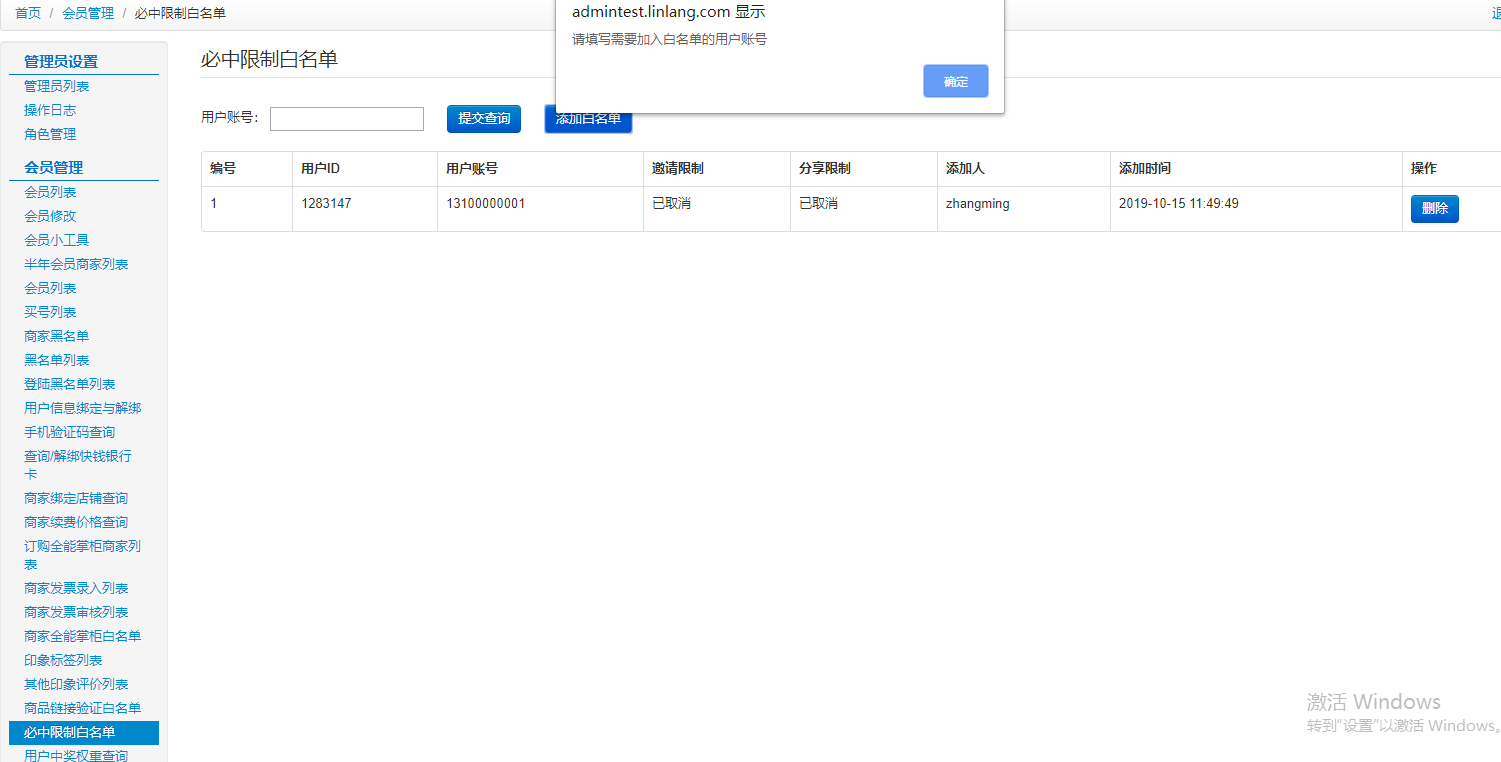 首页 / 会员管理 / 必中限制白名单
admintest.linlang.com 显示
请填写需要加入白名单的用户账号
确定
管理员设置
管理员列表
操作日志
角色管理
会员管理
会员列表
会员修改
会员小工具
半年会员商家列表
会员列表
买号列表
商家黑名单
黑名单列表
登陆黑名单列表
用户信息绑定与解绑
手机验证码查询
查询/解绑快钱银行
卡
商家绑定店铺查询
商家续费价格查询
订购全能掌柜商家列
表
商家发票录入列表
商家发票审核列表
商家全能掌柜白名单
印象标签列表
其他印象评价列表
商品链接验证白名单
必中限制白名单
用户中奖权重查询
必中限制白名单
用户账号： 提交查询 添加白名单
编号 用户ID 用户账号 邀请限制 分享限制 添加人 添加时间 操作
1 1283147 13100000001 已取消 已取消 zhangming 2019-10-15 11:49:49 删除
激活 Windows
转到"设置"以激活 Windows。